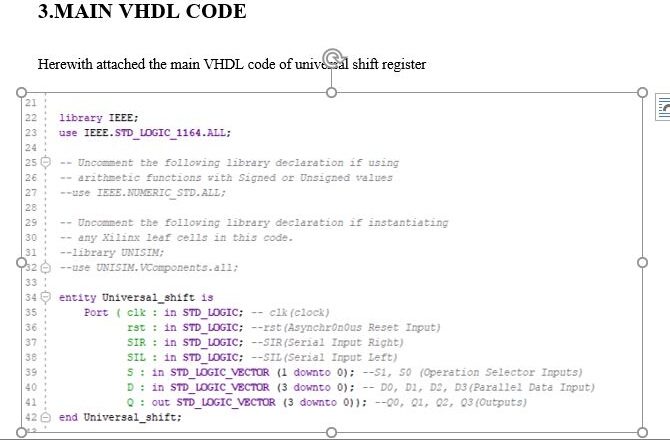 3.MAIN VHDL CODE
Herewith attached the main VHDL code of universal shift register
21
22 library IEEE;
23 use IEEE.STD_LOGIC_1164.ALL;
24
25 -- Uncomment the following library declaration if using
26 -- arithmetic functions with Signed or Unsigned values
27 --use IEEE.NUMERIC_STD.ALL;
28
29 -- Uncomment the following library declaration if instantiating
30 -- any Xilinx leaf cells in this code.
31 --library UNISIM;
32 --use UNISIM.VComponents.all;
33
34 entity Universal_shift is
35 Port ( clk : in STD_LOGIC; -- clk(clock)
36 rst : in STD_LOGIC; --rst(Asynchr0n0us Reset Input)
37 SIR : in STD_LOGIC; --SIR(Serial Input Right)
38 SIL : in STD_LOGIC; --SIL(Serial Input Left)
39 S : in STD_LOGIC_VECTOR (1 downto 0); --S1, S0 (Operation Selector Inputs)
40 D : in STD_LOGIC_VECTOR (3 downto 0); -- D0, D1, D2, D3(Parallel Data Input)
41 Q : out STD_LOGIC_VECTOR (3 downto 0)); --Q0, Q1, Q2, Q3(Outputs)
42 end Universal_shift;